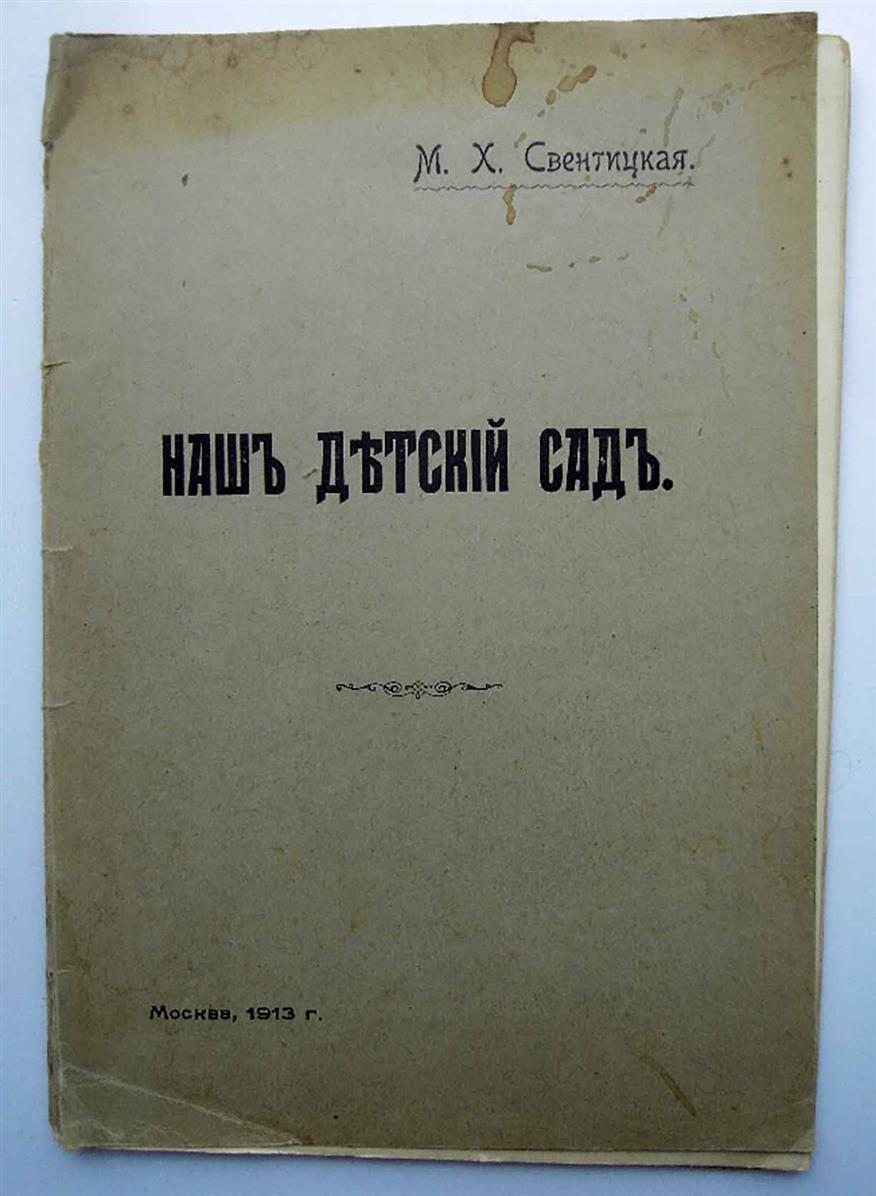 М. Х. Свентицкая.
НАШЪ ДѢТСКІЙ САДЪ.
Москва, 1913 г.